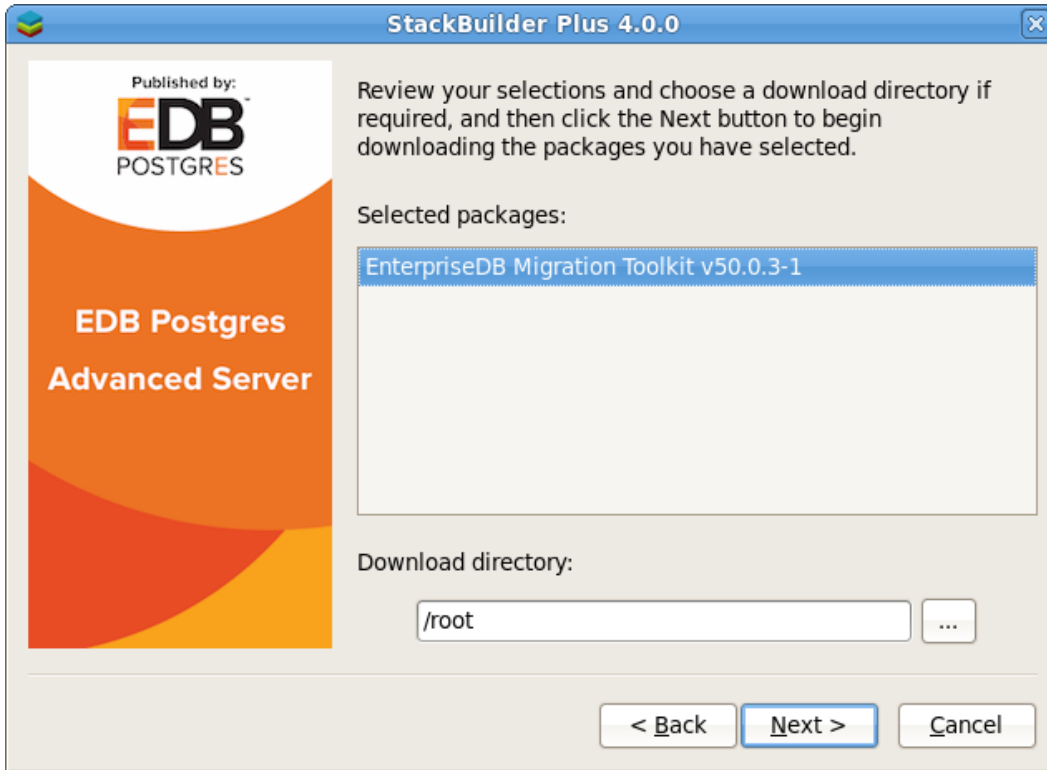 StackBuilder Plus 4.0.0
Published by:
EDB™
POSTGRES
EDB Postgres
Advanced Server
Review your selections and choose a download directory if
required, and then click the Next button to begin
downloading the packages you have selected.
Selected packages:
EnterpriseDB Migration Toolkit v50.0.3-1
Download directory:
/root
...
< Back
Next >
Cancel